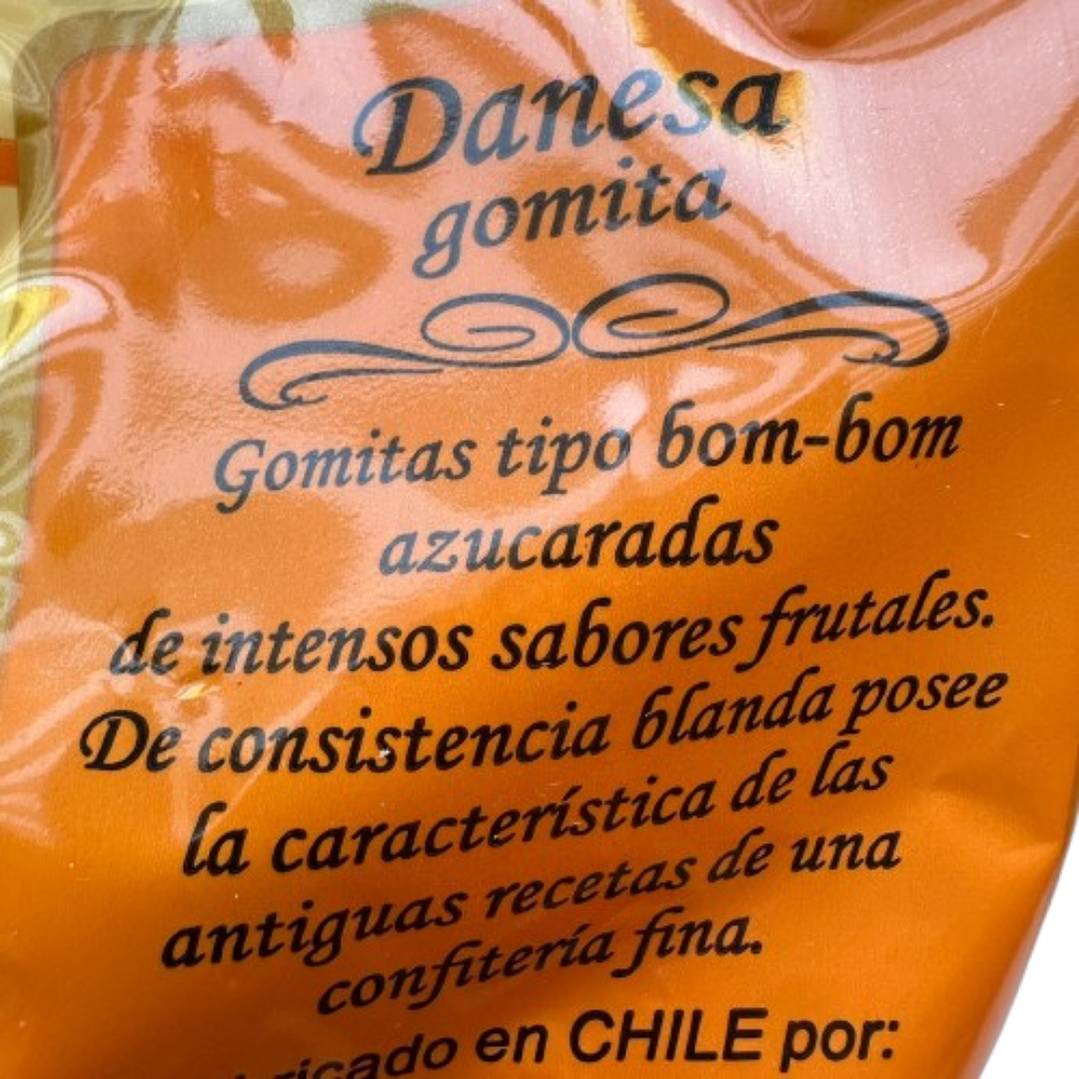 Danesa
gomita
Gomitas tipo bom-bom
azucaradas
de intensos sabores frutales.
De consistencia blanda posee
la característica de las
antiguas recetas de una
confitería fina.
en CHILE por: